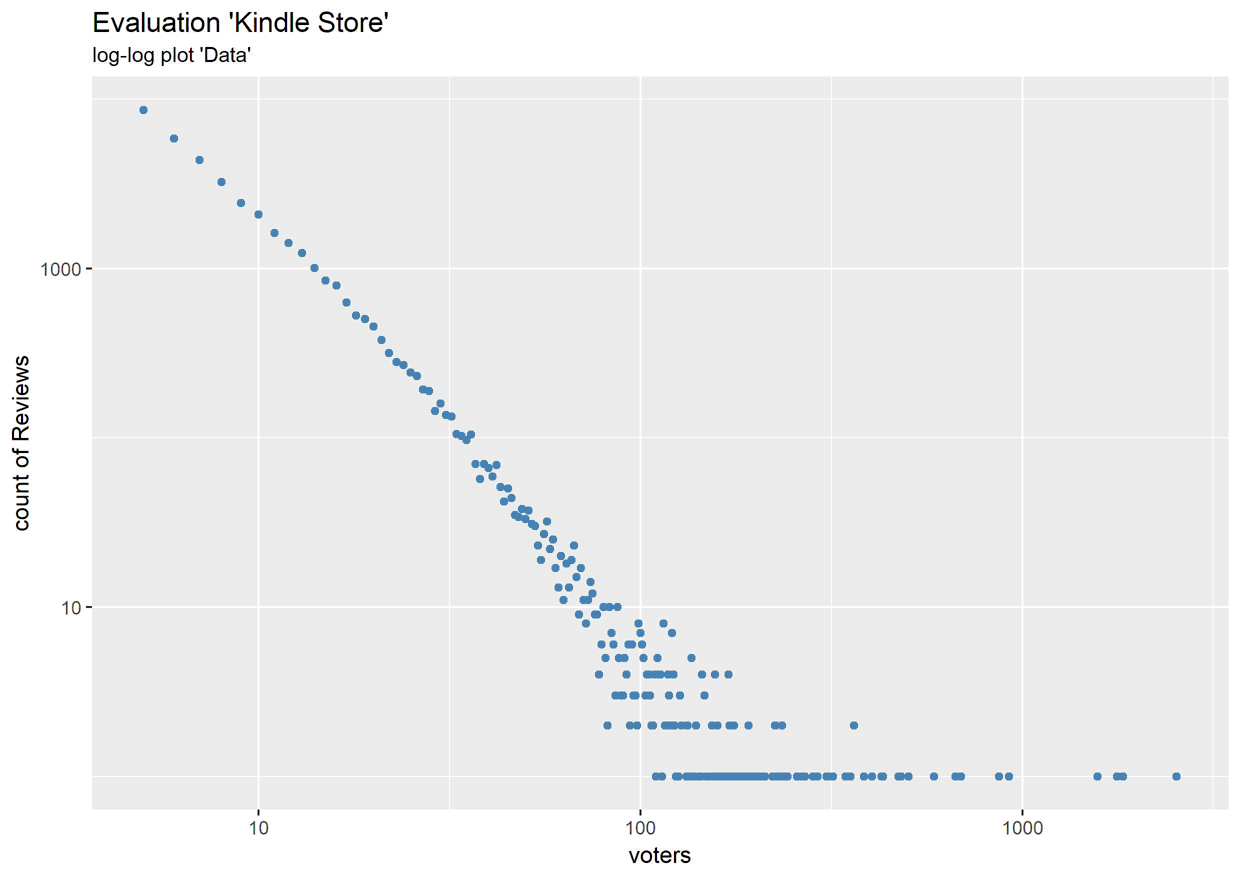 Evaluation 'Kindle Store'
log-log plot 'Data'
count of Reviews
1000
10
10
100
1000
voters